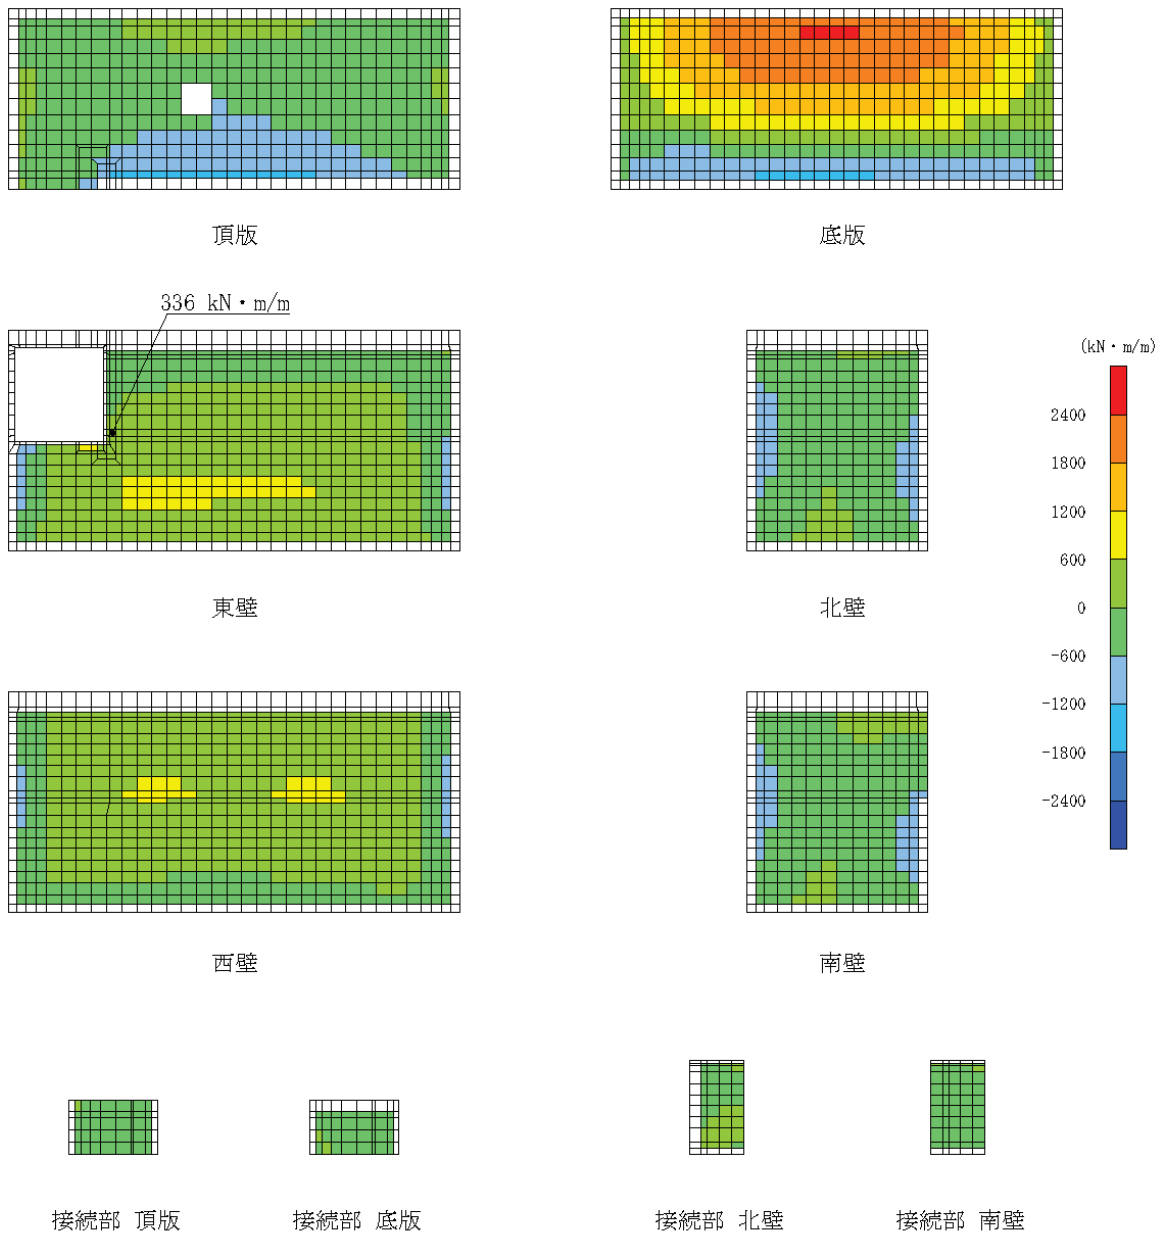 頂版
底版
336 kN・m/m
(kN・m/m)
2400
1800
1200
600
0
-600
-1200
-1800
-2400
東壁
北壁
西壁
南壁
接続部 頂版
接続部 底版
接続部 北壁
接続部 南壁